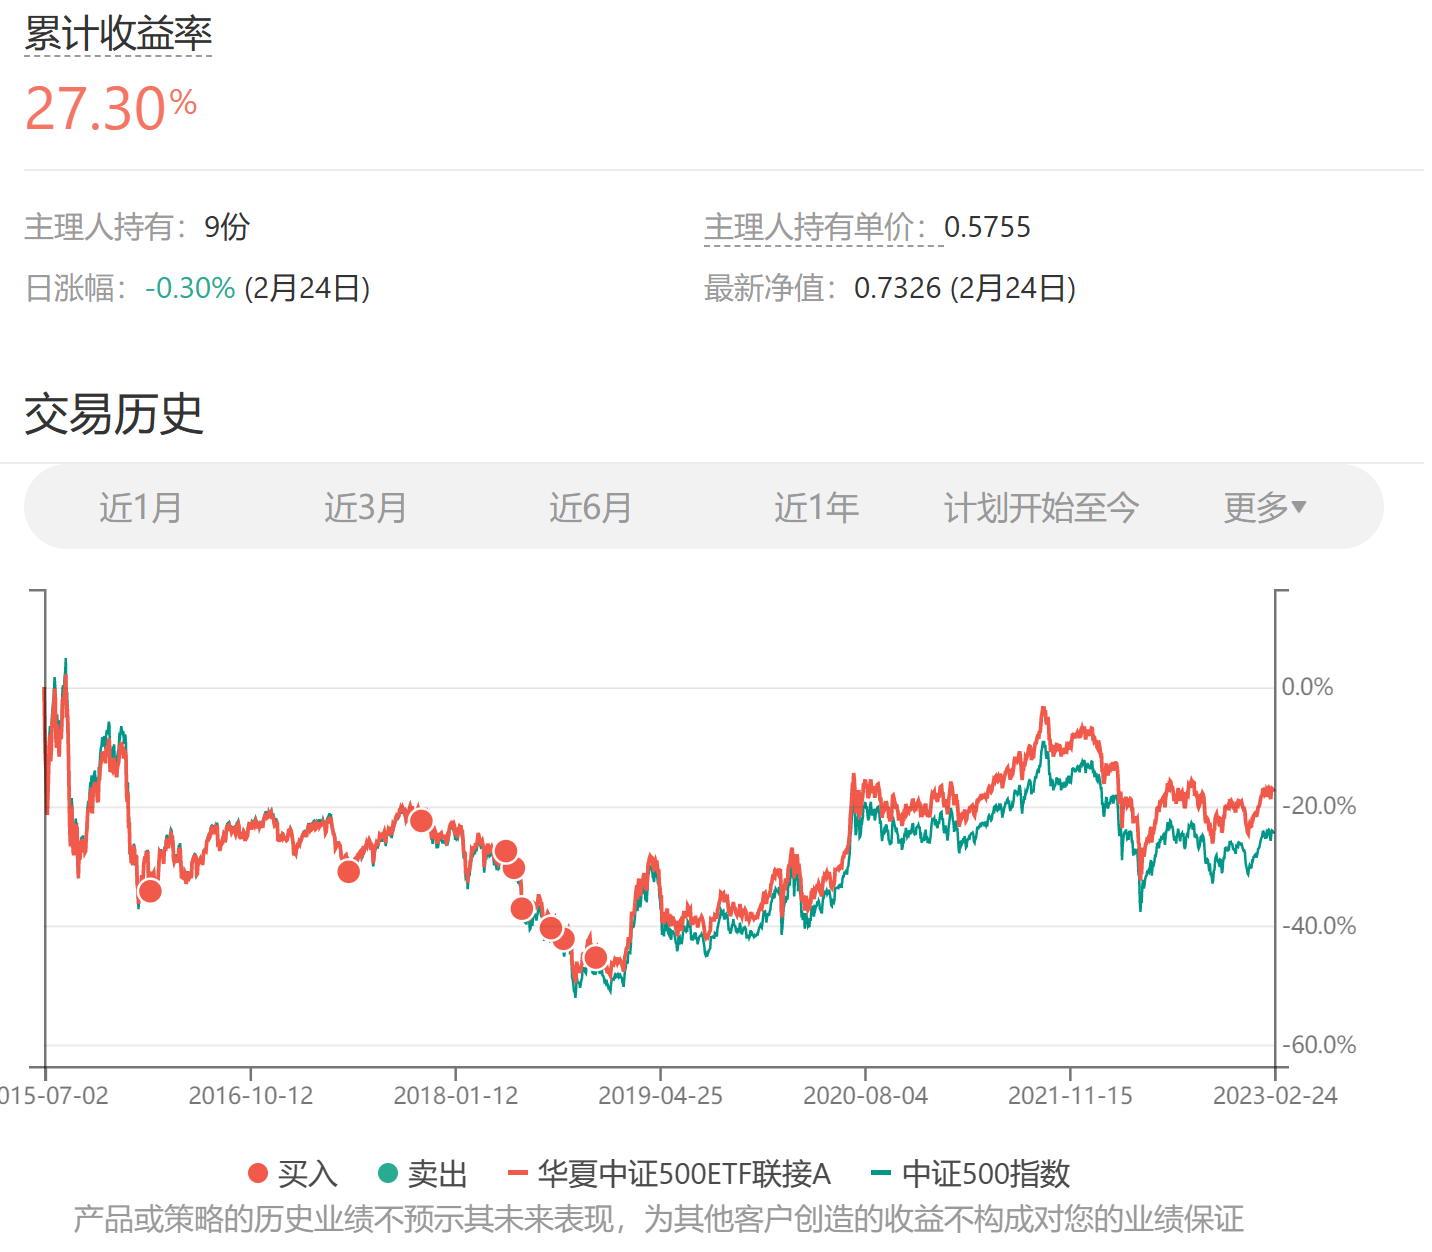 累计收益率
27.30%
主理人持有：9份 主理人持有单价：0.5755
日涨幅：-0.30% (2月24日) 最新净值：0.7326 (2月24日)
交易历史
近1月 近3月 近6月 近1年 计划开始至今 更多▾
0.0%
-20.0%
-40.0%
-60.0%
015-07-02 2016-10-12 2018-01-12 2019-04-25 2020-08-04 2021-11-15 2023-02-24
买入 卖出 华夏中证500ETF联接A 中证500指数
产品或策略的历史业绩不预示其未来表现，为其他客户创造的收益不构成对您的业绩保证